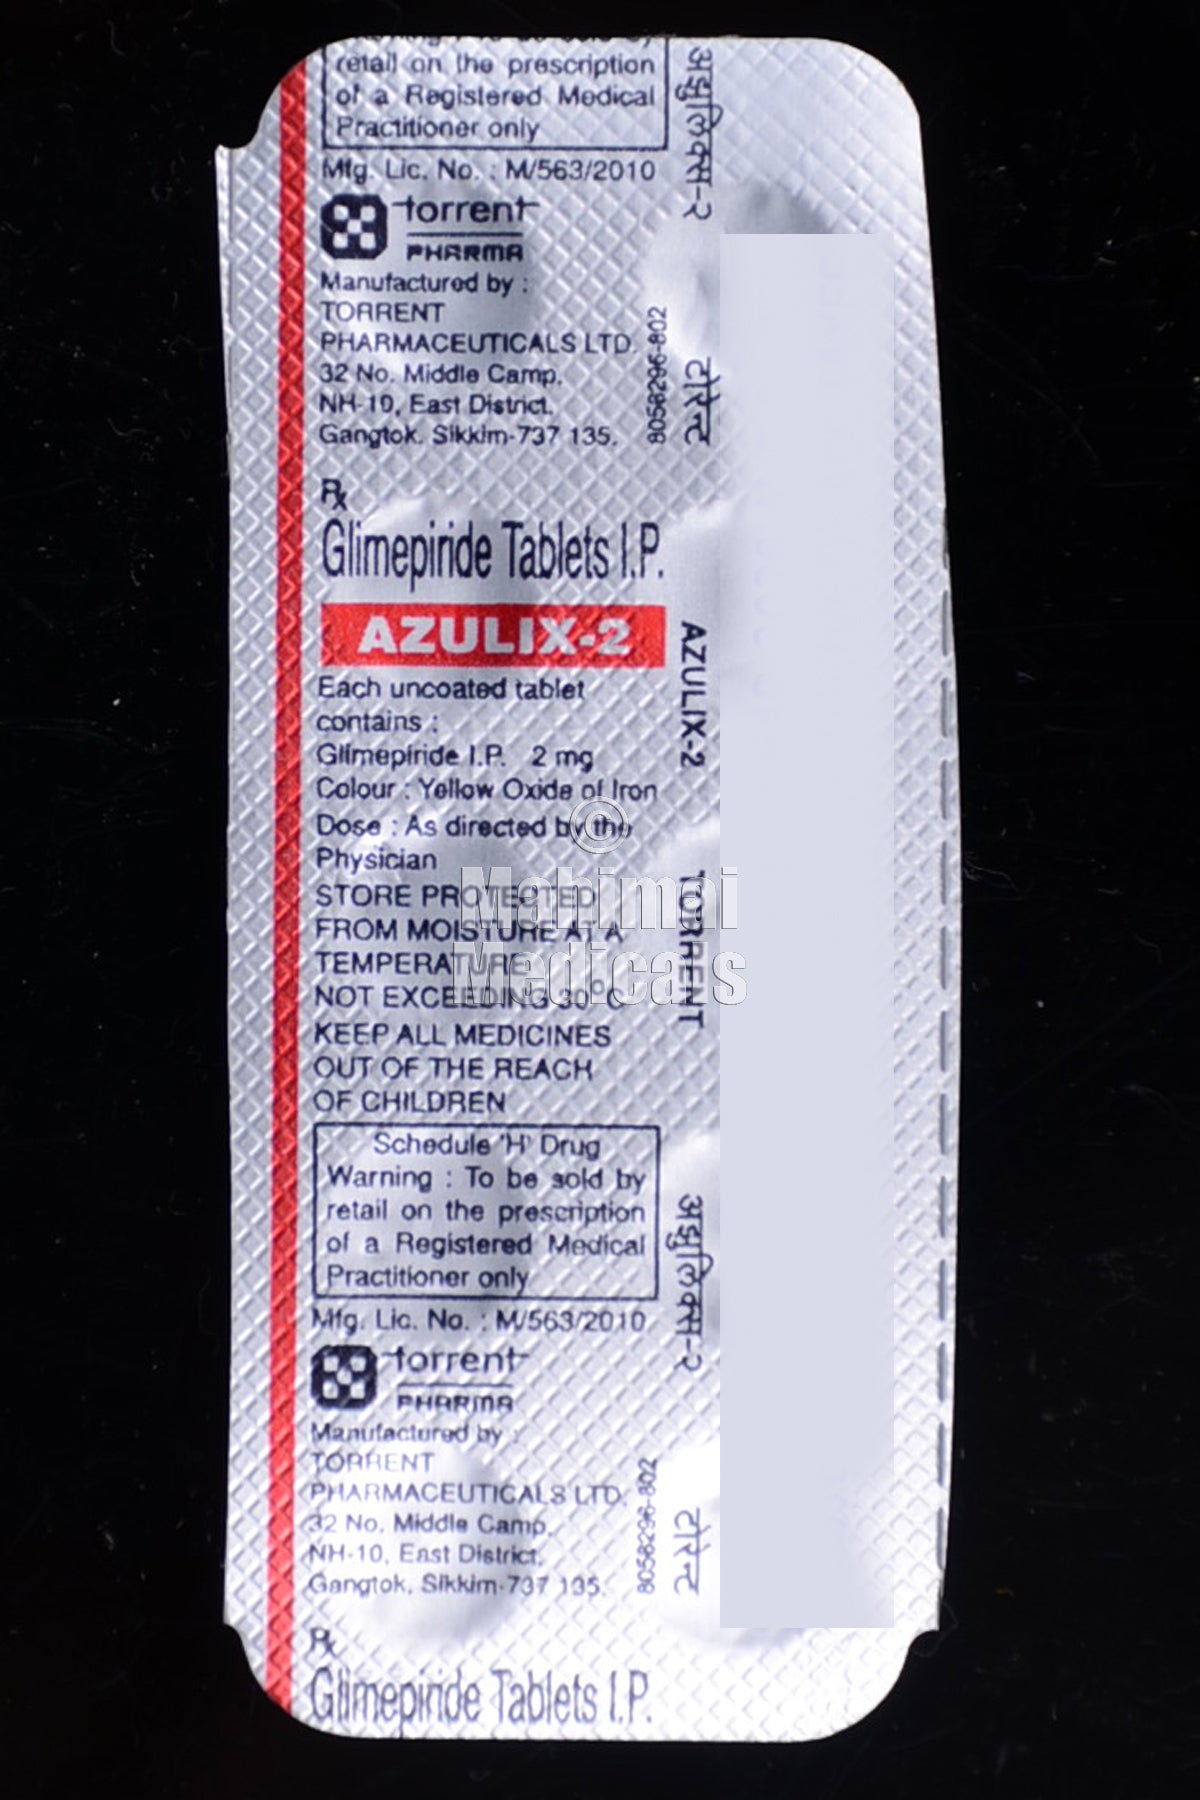 retail on the prescription
of a Registered Medical
Practitioner only
Mfg. Lic. No. : M/563/2010
torrent
PHARMA
Manufactured by :
TORRENT
PHARMACEUTICALS LTD.
32 No. Middle Camp,
NH-10, East District,
Gangtok, Sikkim-737 135.
Rx
Glimepiride Tablets I.P.
AZULIX-2
Each uncoated tablet
contains :
Glimepiride I.P. 2 mg
Colour : Yellow Oxide of Iron
Dose : As directed by the
Physician
STORE PROTECTED
FROM MOISTURE AT A
TEMPERATURE
NOT EXCEEDING 30°C
KEEP ALL MEDICINES
OUT OF THE REACH
OF CHILDREN
Schedule 'H' Drug
Warning : To be sold by
retail on the prescription
of a Registered Medical
Practitioner only
Mfg. Lic. No. : M/563/2010
torrent
PHARMA
Manufactured by :
TORRENT
PHARMACEUTICALS LTD.
32 No. Middle Camp,
NH-10, East District,
Gangtok, Sikkim-737 135.
Rx
Glimepiride Tablets I.P.
8058296-802
टोरेन्ट
AZULIX-2
TORRENT
8058296-802
टोरेन्ट
©
Mahimai
Medicals